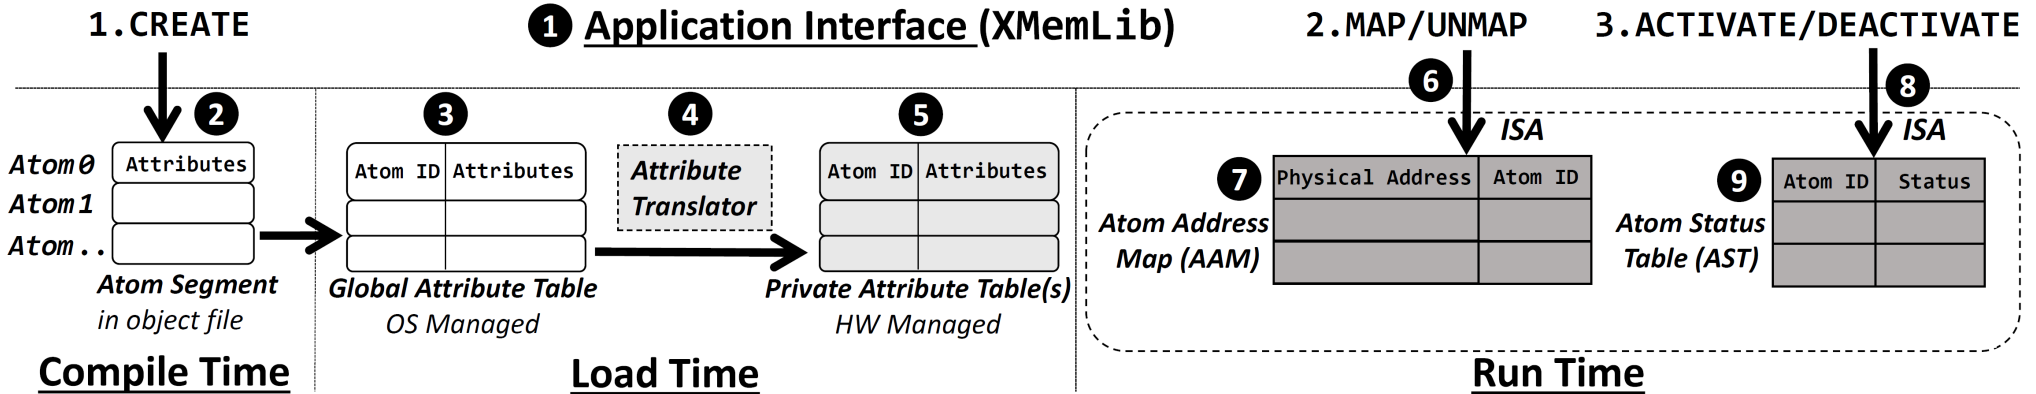 1.CREATE
1 Application Interface (XMemLib)
2.MAP/UNMAP
3.ACTIVATE/DEACTIVATE
2
Atom0
Attributes
Atom1
Atom..
Atom Segment
in object file
Compile Time
3
Atom ID Attributes
Global Attribute Table
OS Managed
4
Attribute
Translator
5
Atom ID Attributes
Private Attribute Table(s)
HW Managed
Load Time
6
ISA
7
Physical Address Atom ID
Atom Address
Map (AAM)
8
ISA
9
Atom ID Status
Atom Status
Table (AST)
Run Time